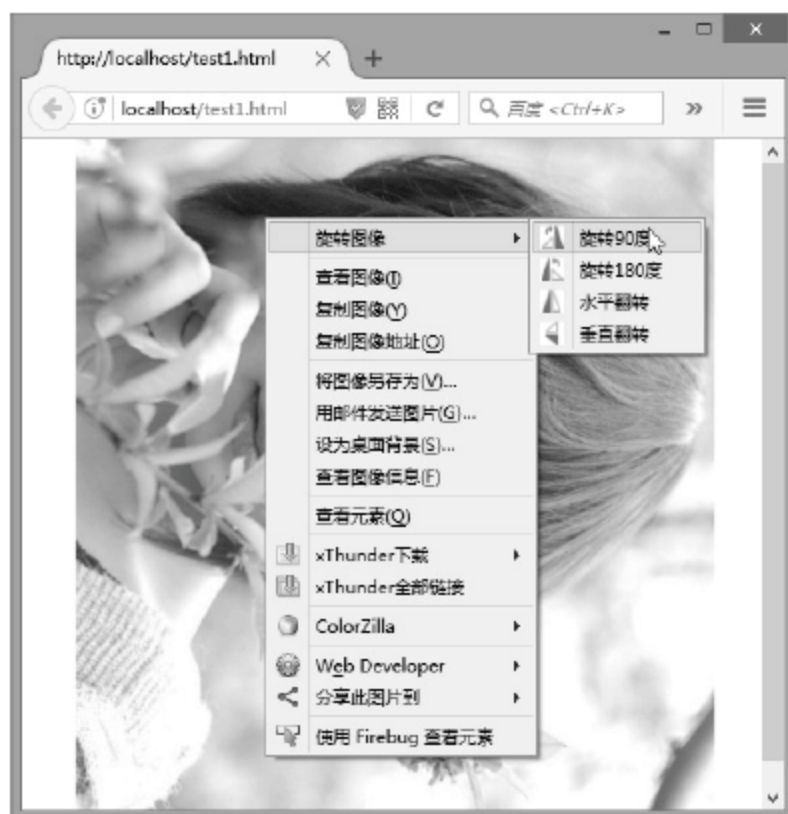 http://localhost/test1.html
localhost/test1.html
百度 <Ctrl+K>
旋转图像
旋转90度
旋转180度
水平翻转
垂直翻转
查看图像(I)
复制图像(Y)
复制图像地址(O)
将图像另存为(V)...
用邮件发送图片(G)...
设为桌面背景(S)...
查看图像信息(F)
查看元素(Q)
xThunder下载
xThunder全部链接
ColorZilla
Web Developer
分享此图片到
使用 Firebug 查看元素